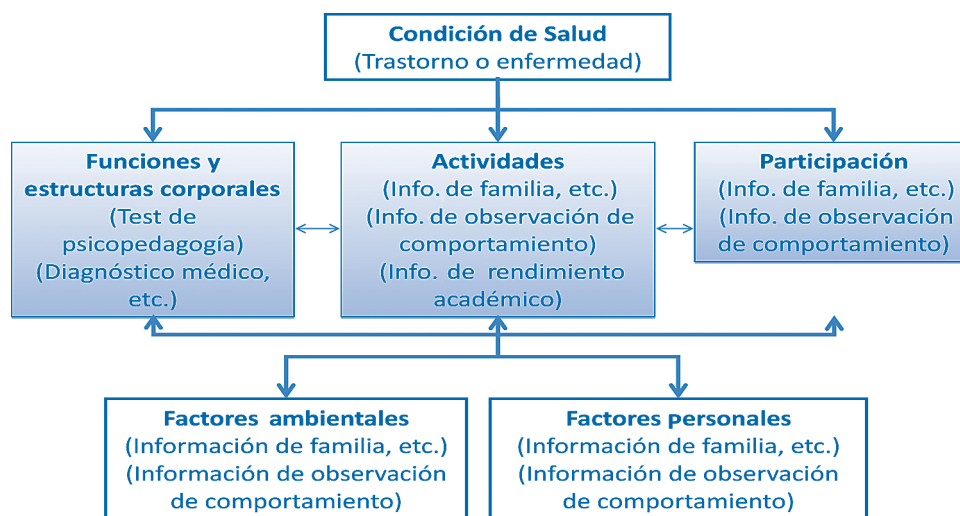 Condición de Salud
(Trastorno o enfermedad)
Funciones y
estructuras corporales
(Test de
psicopedagogía)
(Diagnóstico médico,
etc.)
Actividades
(Info. de familia, etc.)
(Info. de observación de
comportamiento)
(Info. de rendimiento
académico)
Participación
(Info. de familia, etc.)
(Info. de observación
de comportamiento)
Factores ambientales
(Información de familia, etc.)
(Información de observación
de comportamiento)
Factores personales
(Información de familia, etc.)
(Información de observación
de comportamiento)